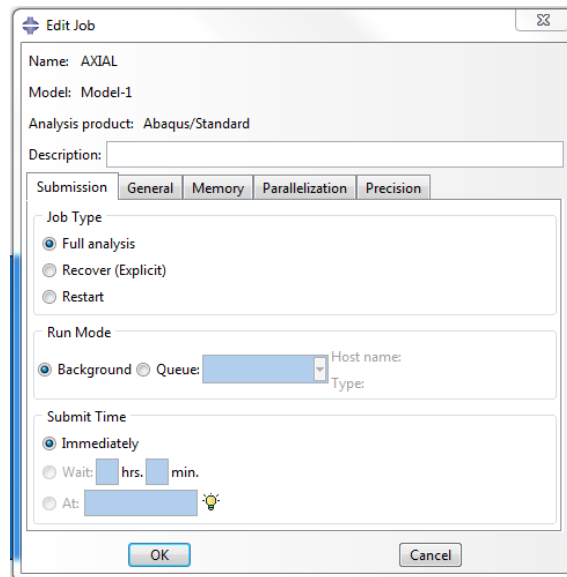 Edit Job
Name: AXIAL
Model: Model-1
Analysis product: Abaqus/Standard
Description:
Submission General Memory Parallelization Precision
Job Type
Full analysis
Recover (Explicit)
Restart
Run Mode
Background Queue: Host name:
Type:
Submit Time
Immediately
Wait: hrs. min.
At:
OK Cancel